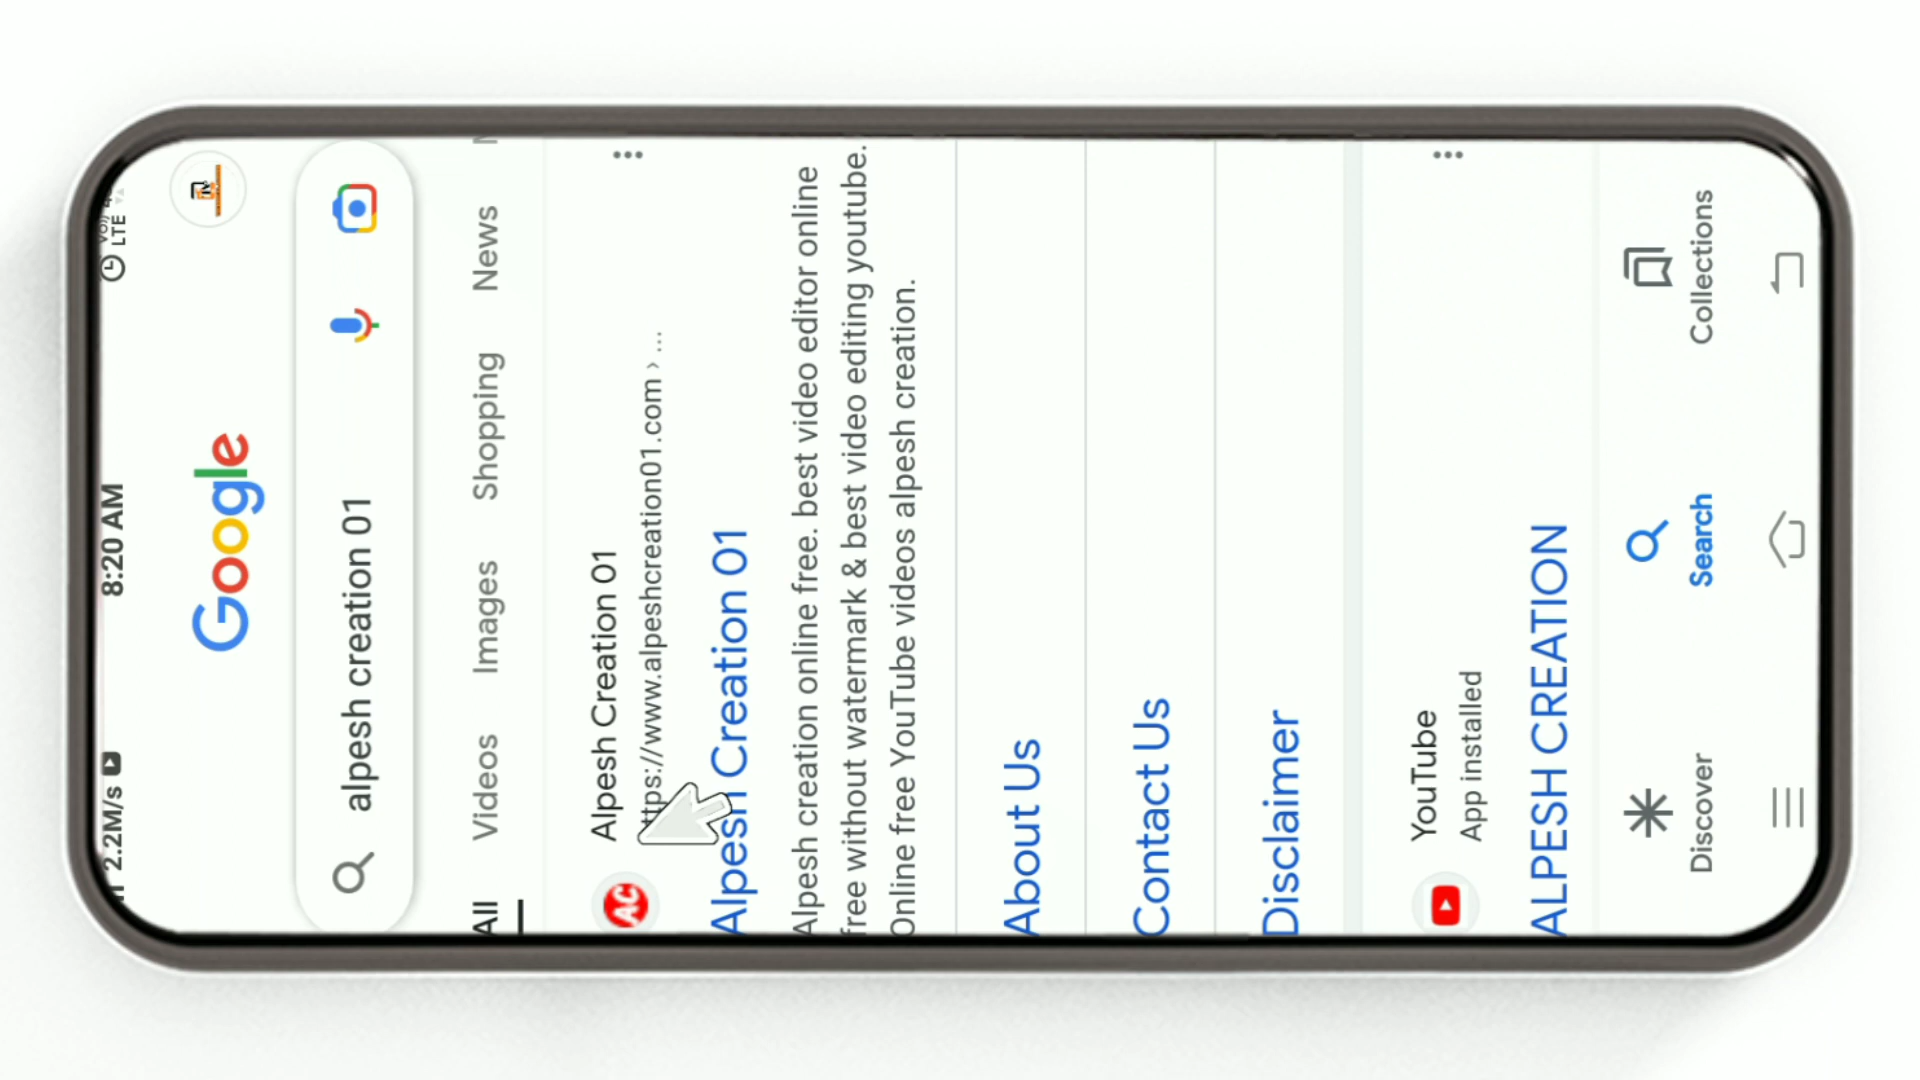 2.2M/s 8:20 AM LTE
Google
alpesh creation 01
All Videos Images Shopping News
Alpesh Creation 01
ttps://www.alpeshcreation01.com › ...
Alpesh Creation 01
Alpesh creation online free. best video editor online
free without watermark & best video editing youtube.
Online free YouTube videos alpesh creation.
About Us
Contact Us
Disclaimer
YouTube
App installed
ALPESH CREATION
Discover Search Collections